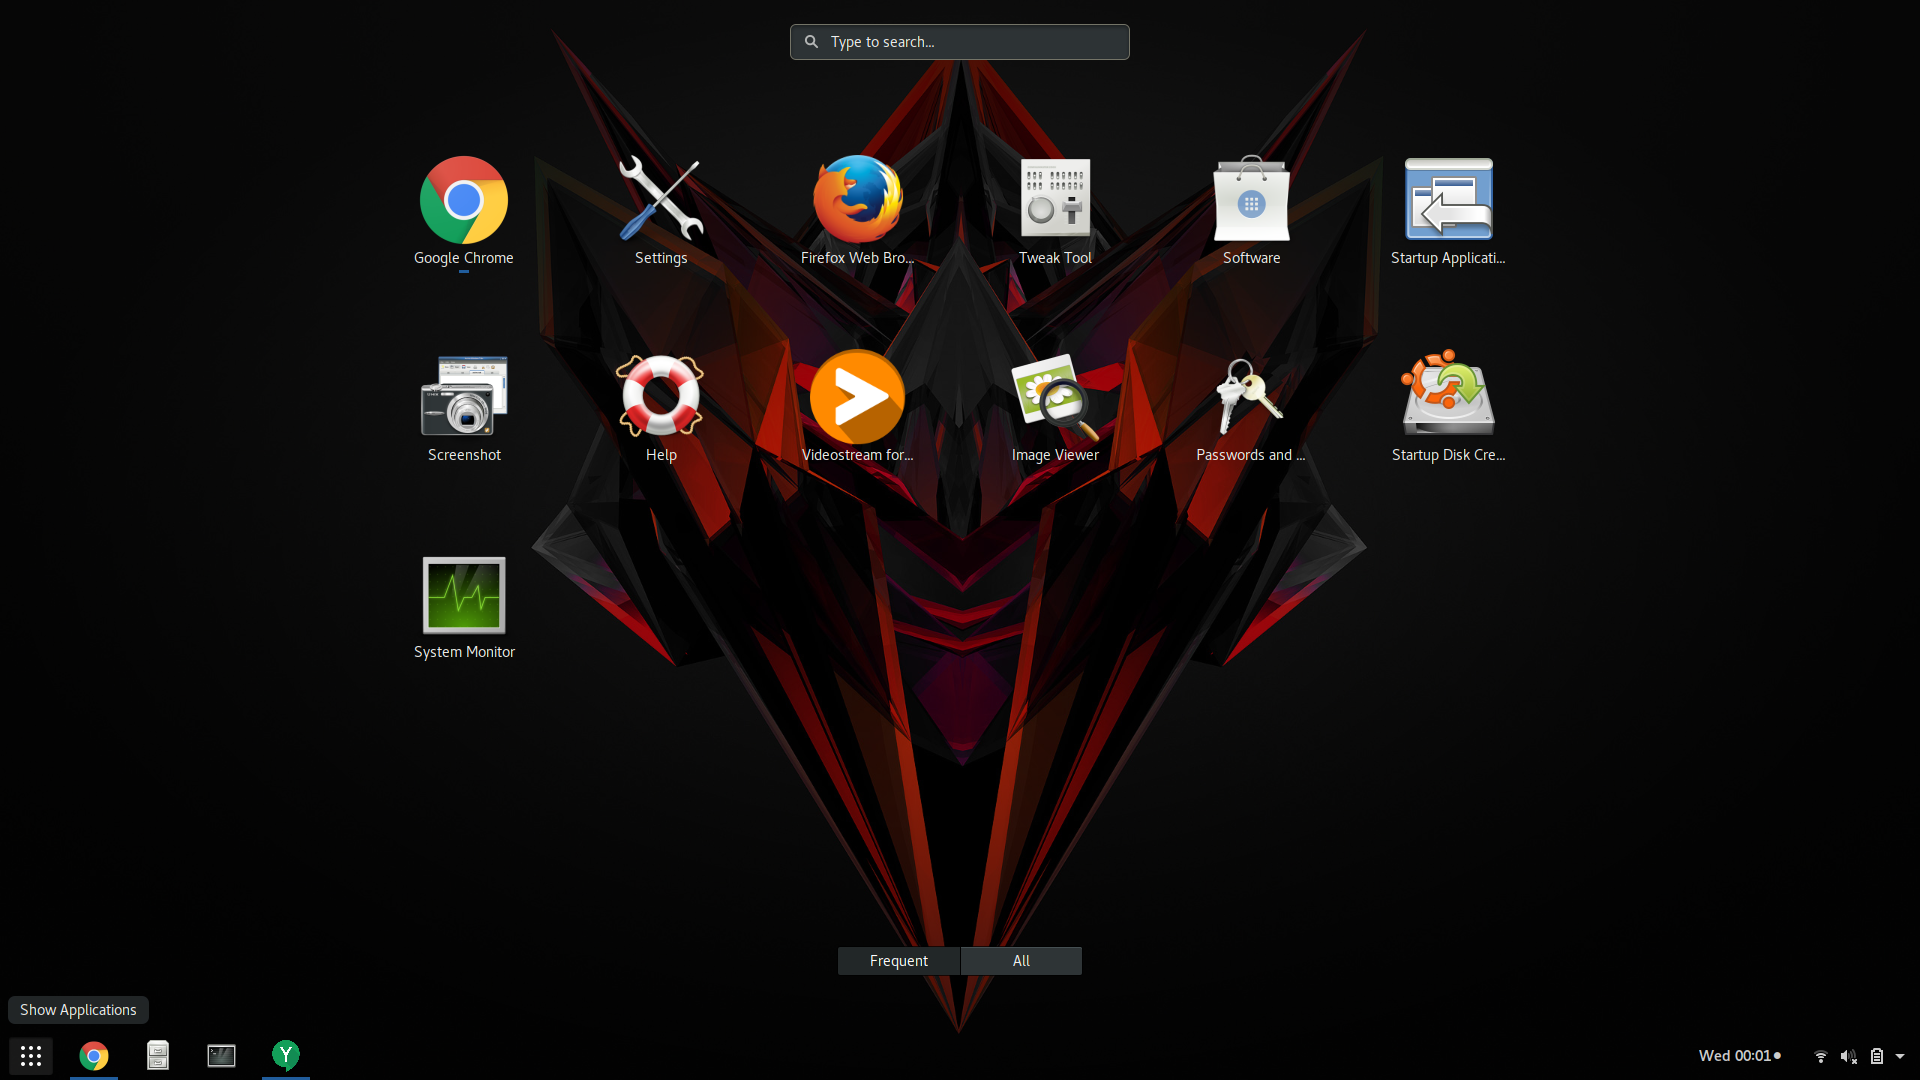 Type to search...
Google Chrome
Settings
Firefox Web Bro...
Tweak Tool
Software
Startup Applicati...
Screenshot
Help
Videostream for...
Image Viewer
Passwords and ...
Startup Disk Cre...
System Monitor
Frequent
All
Show Applications
Y
Wed 00:01